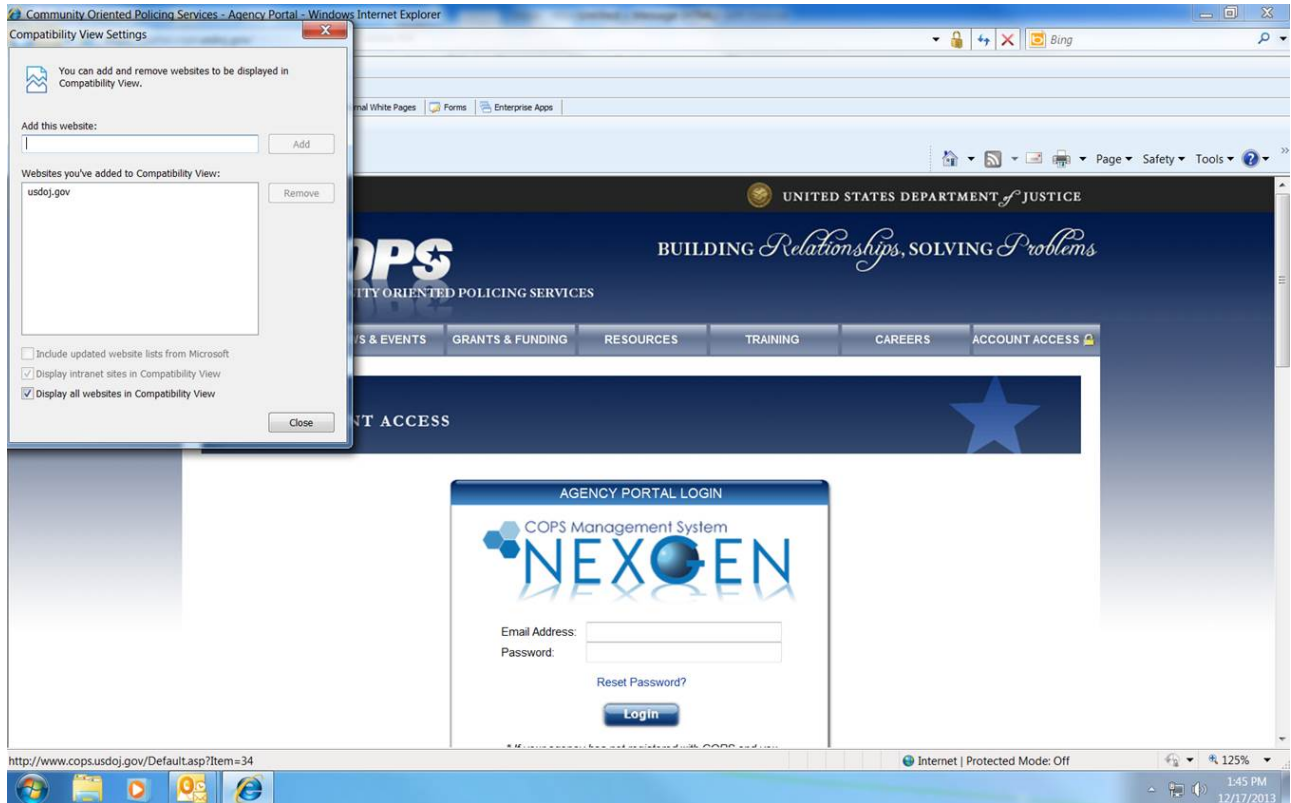 Community Oriented Policing Services - Agency Portal - Windows Internet Explorer
Compatibility View Settings
Bing
You can add and remove websites to be displayed in
Compatibility View.
White Pages Forms Enterprise Apps
Add this website:
Add
Page Safety Tools
Websites you've added to Compatibility View:
usdoj.gov
Remove
UNITED STATES DEPARTMENT of JUSTICE
OPS
BUILDING Relationships, SOLVING Problems
ITY ORIENTED POLICING SERVICES
S & EVENTS GRANTS & FUNDING RESOURCES TRAINING CAREERS ACCOUNT ACCESS
Include updated website lists from Microsoft
Display intranet sites in Compatibility View
Display all websites in Compatibility View
Close
NT ACCESS
AGENCY PORTAL LOGIN
COPS Management System
NEXGEN
Email Address:
Password:
Reset Password?
Login
http://www.cops.usdoj.gov/Default.asp?Item=34
Internet | Protected Mode: Off
125%
1:45 PM
12/17/2013